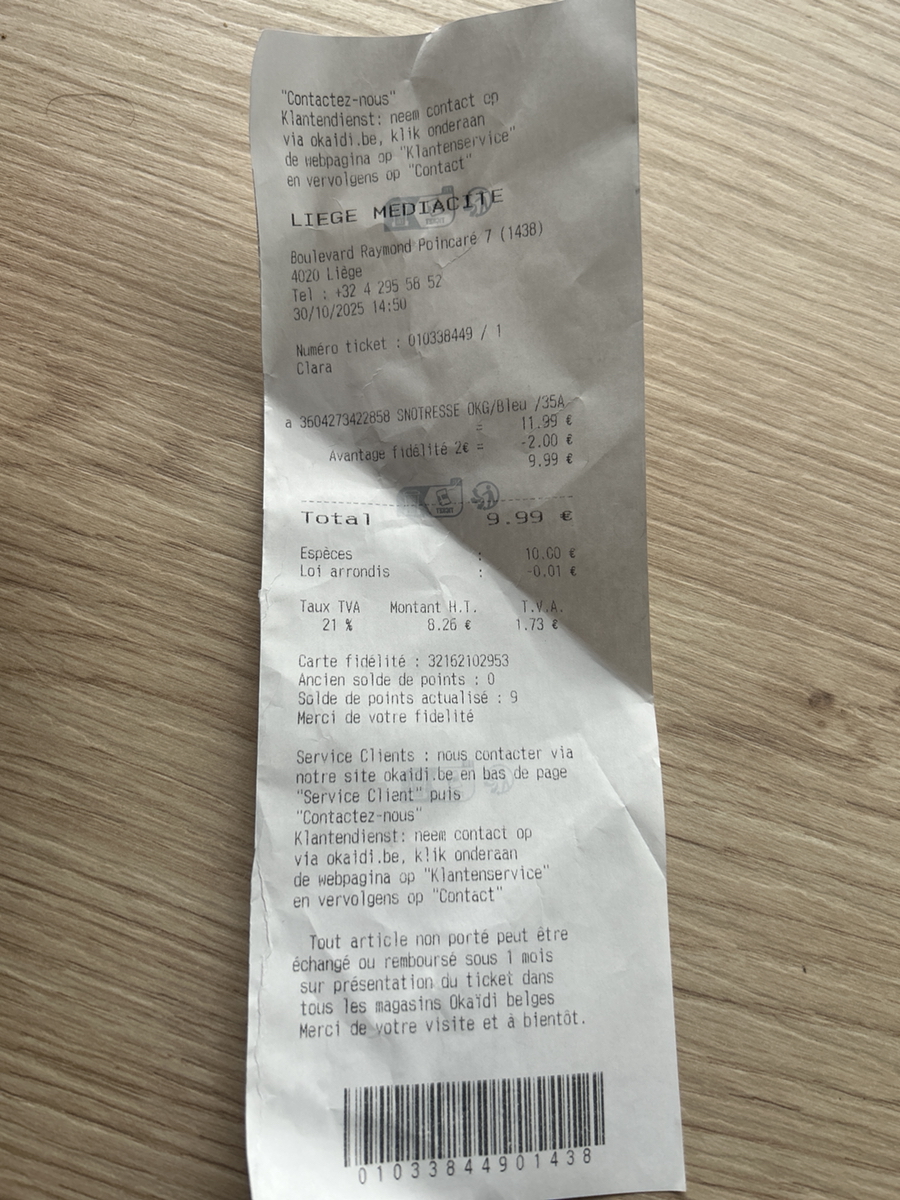 "Contactez-nous"
Klantendienst: neem contact op
via okaidi.be, klik onderaan
de webpagina op "Klantenservice"
en vervolgens op "Contact"
LIEGE MEDIACITE
Boulevard Raymond Poincaré 7 (1438)
4020 Liège
Tel : +32 4 295 58 52
30/10/2025 14:50
Numéro ticket : 010338449 / 1
Clara
a 3604273422858 SNOTRESSE OKG/Bleu /35A
= 11.99 €
Avantage fidélité 2€ = -2.00 €
9.99 €
TICKET
Total 9.99 €
Espèces : 10.00 €
Loi arrondis : -0.01 €
Taux TVA Montant H.T. T.V.A.
21 % 8.26 € 1.73 €
Carte fidélité : 32162102953
Ancien solde de points : 0
Solde de points actualisé : 9
Merci de votre fidelité
Service Clients : nous contacter via
notre site okaidi.be en bas de page
"Service Client" puis
"Contactez-nous"
Klantendienst: neem contact op
via okaidi.be, klik onderaan
de webpagina op "Klantenservice"
en vervolgens op "Contact"
Tout article non porté peut être
échangé ou remboursé sous 1 mois
sur présentation du ticket dans
tous les magasins Okaïdi belges
Merci de votre visite et à bientôt.
01033844901438